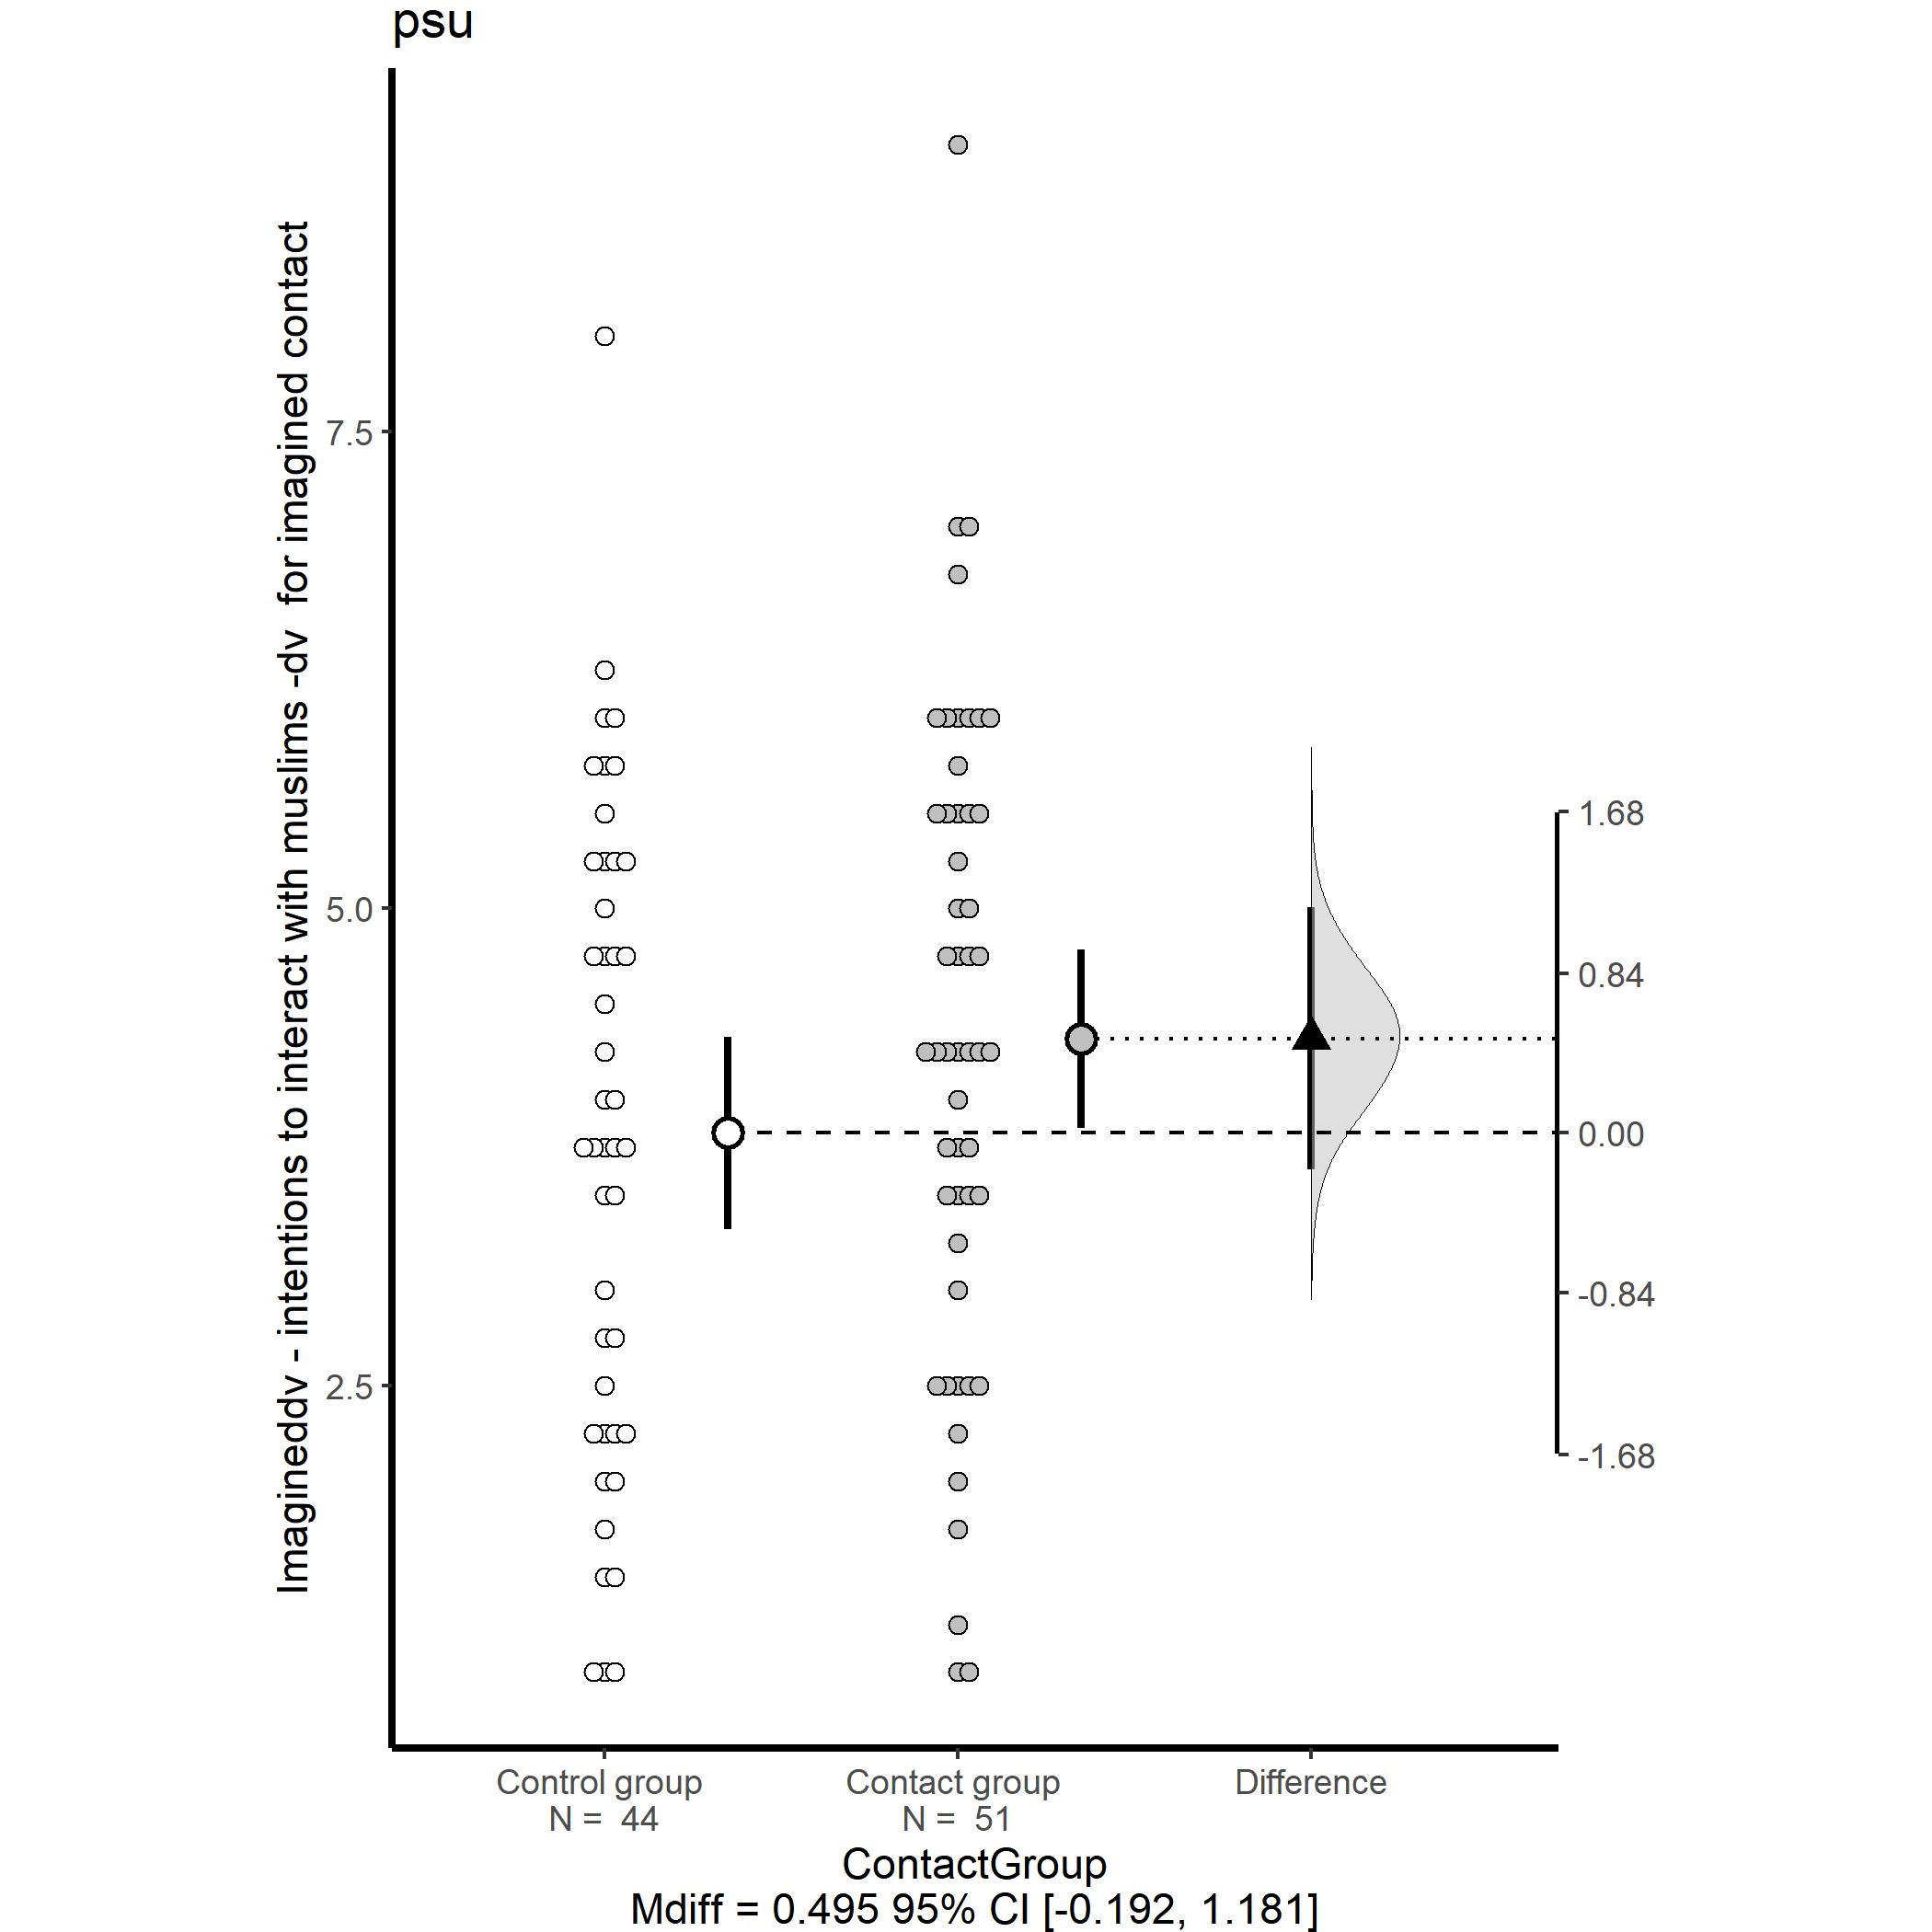 psu
Imagineddv - intentions to interact with muslims -dv  for imagined contact
7.5
5.0
2.5
1.68
0.84
0.00
-0.84
-1.68
Control group
N =  44
Contact group
N =  51
Difference
ContactGroup
Mdiff = 0.495 95% CI [-0.192, 1.181]